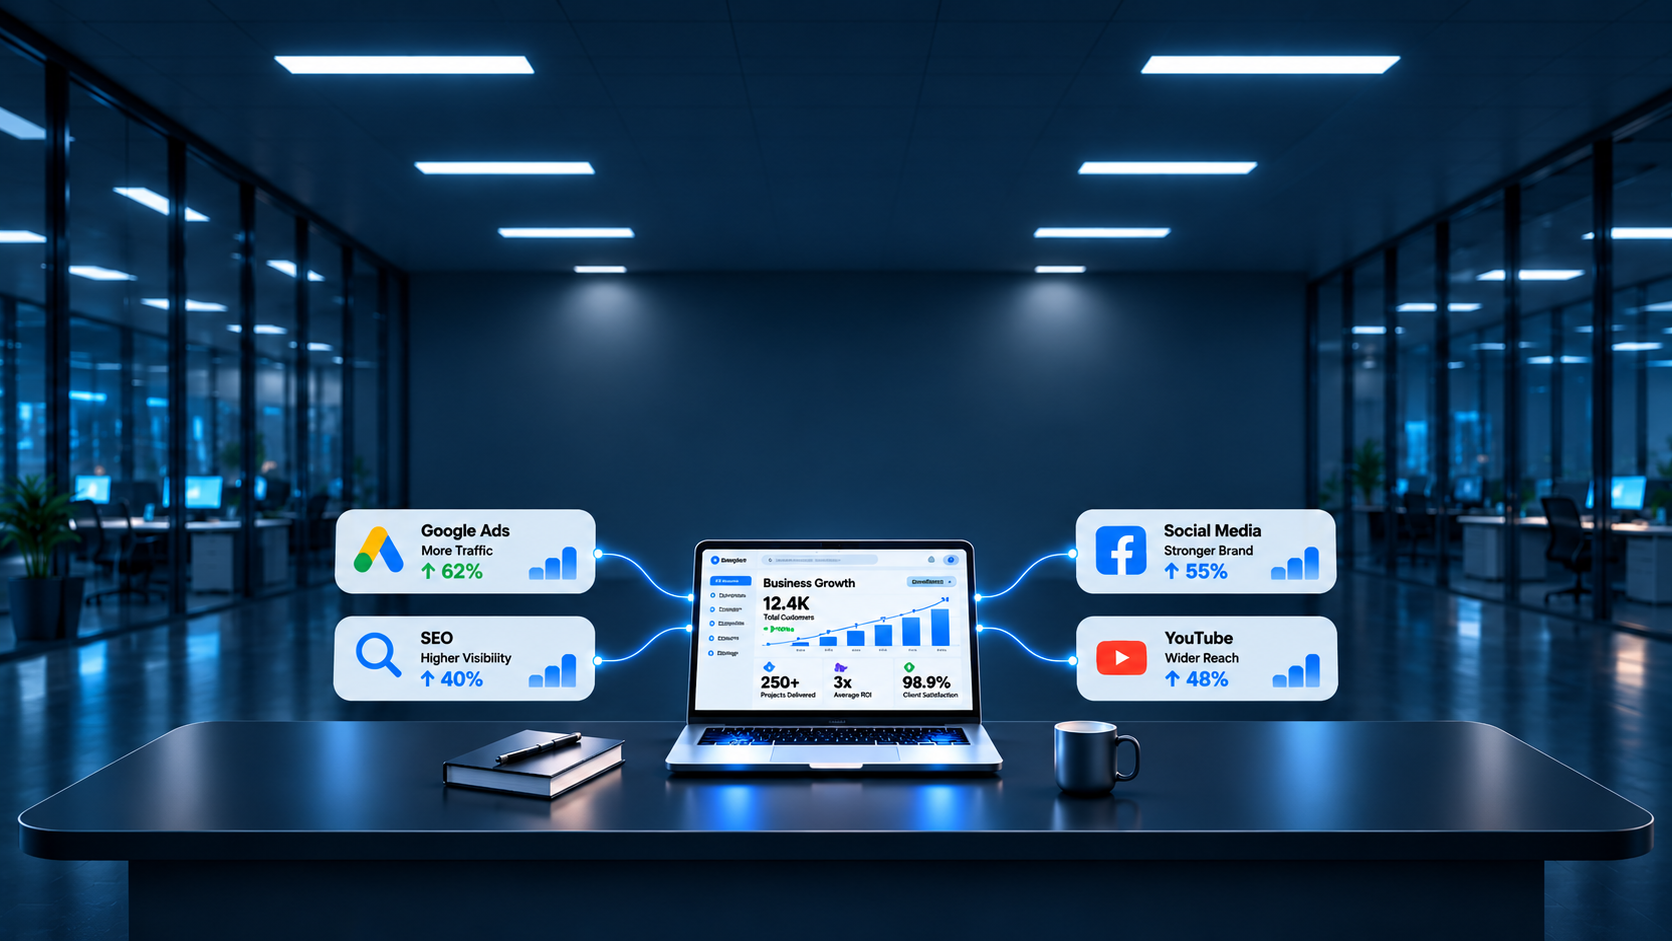 Google Ads
More Traffic
↑ 62%
SEO
Higher Visibility
↑ 40%
Business Growth
12.4K
Total Customers
250+
Projects Delivered
3x
Average ROI
98.9%
Client Satisfaction
Social Media
Stronger Brand
↑ 55%
YouTube
Wider Reach
↑ 48%